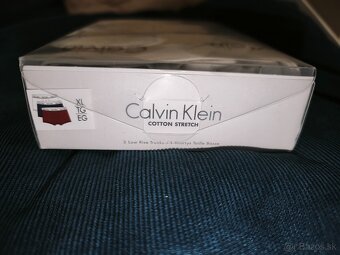 XL
TG
EG
Calvin Klein
COTTON STRETCH
3 Low Rise Trunks